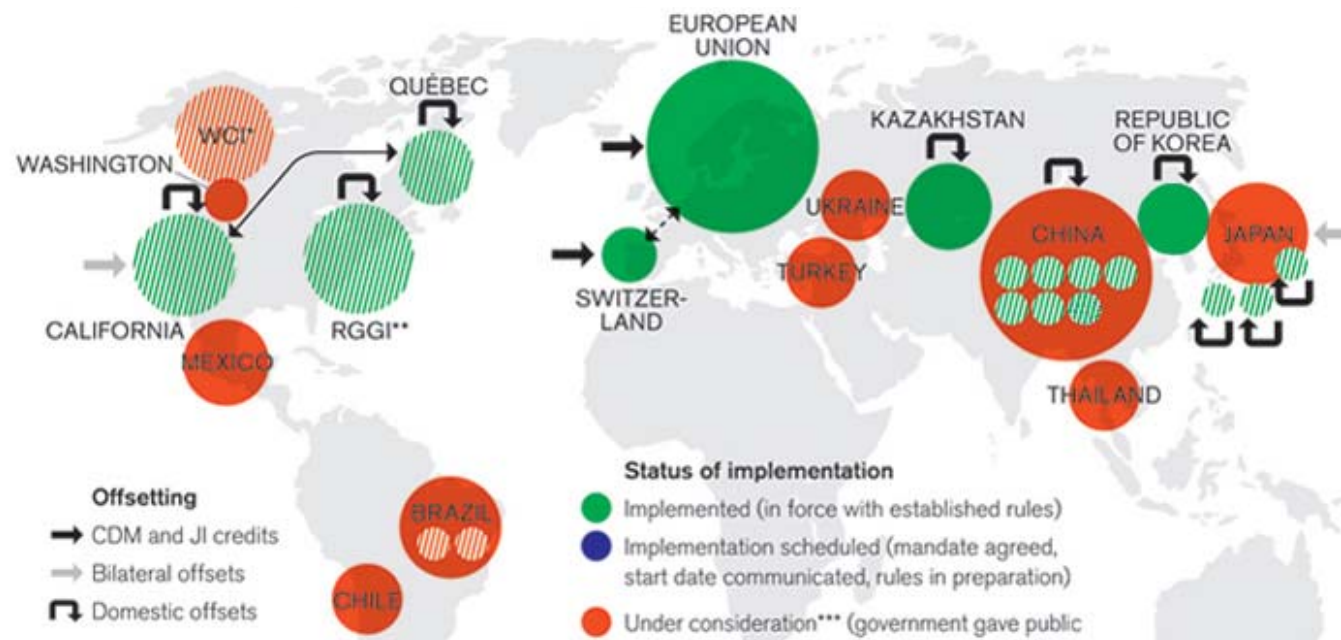 EUROPEAN
UNION
QUÉBEC
WCI*
WASHINGTON
KAZAKHSTAN
REPUBLIC
OF KOREA
UKRAINE
CHINA
JAPAN
TURKEY
SWITZER-
LAND
CALIFORNIA
RGGI**
MEXICO
THAILAND
Offsetting
CDM and JI credits
Bilateral offsets
Domestic offsets
BRAZIL
CHILE
Status of implementation
Implemented (in force with established rules)
Implementation scheduled (mandate agreed,
start date communicated, rules in preparation)
Under consideration*** (government gave public